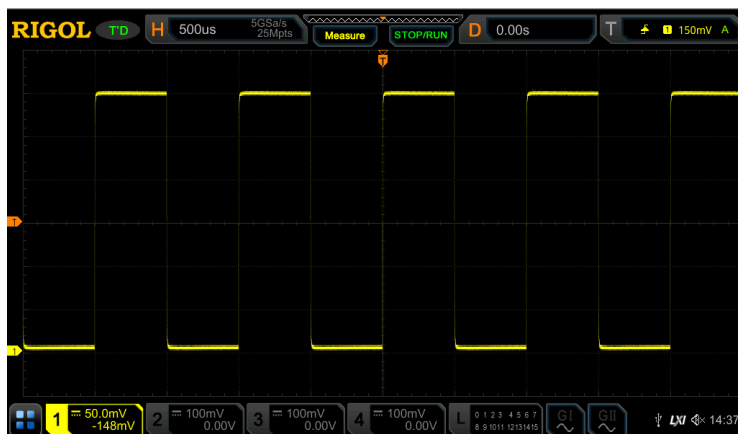 RIGOL T'D H 500us 5GSa/s 25Mpts Measure STOP/RUN D 0.00s T 1 150mV A
T
T
1
1 50.0mV -148mV 2 100mV 0.00V 3 100mV 0.00V 4 100mV 0.00V L 0 1 2 3 4 5 6 7 8 9 10 11 12 13 14 15 GI GII LXI 14:37